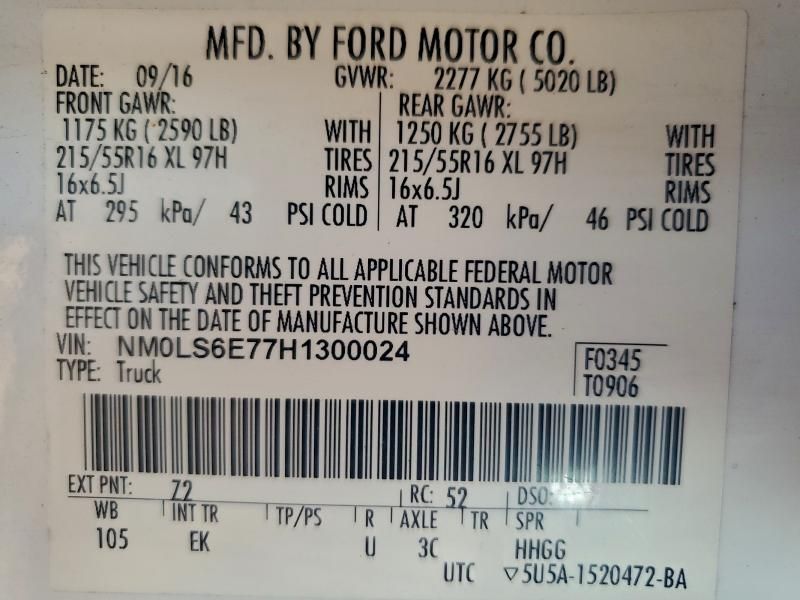 MFD. BY FORD MOTOR CO.
DATE: 09/16 GVWR: 2277 KG ( 5020 LB)
FRONT GAWR: REAR GAWR:
1175 KG ( 2590 LB) WITH 1250 KG ( 2755 LB) WITH
215/55R16 XL 97H TIRES 215/55R16 XL 97H TIRES
16x6.5J RIMS 16x6.5J RIMS
AT 295 kPa/ 43 PSI COLD AT 320 kPa/ 46 PSI COLD
THIS VEHICLE CONFORMS TO ALL APPLICABLE FEDERAL MOTOR
VEHICLE SAFETY AND THEFT PREVENTION STANDARDS IN
EFFECT ON THE DATE OF MANUFACTURE SHOWN ABOVE.
VIN: NM0LS6E77H1300024 F0345
TYPE: Truck T0906
EXT PNT: 72 RC: 52 DSO:
WB INT TR TP/PS R AXLE TR SPR
105 EK U 3C HHGG
UTC ▽5U5A-1520472-BA